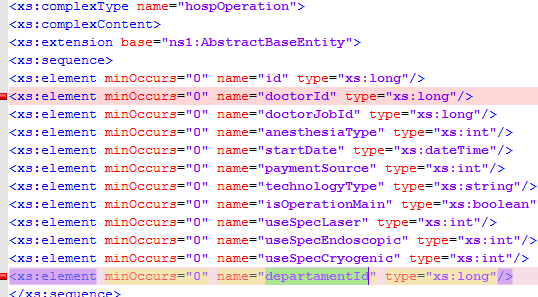 <xs:complexType name="hospOperation">
<xs:complexContent>
<xs:extension base="ns1:AbstractBaseEntity">
<xs:sequence>
<xs:element minOccurs="0" name="id" type="xs:long"/>
<xs:element minOccurs="0" name="doctorId" type="xs:long"/>
<xs:element minOccurs="0" name="doctorJobId" type="xs:long"/>
<xs:element minOccurs="0" name="anesthesiaType" type="xs:int"/>
<xs:element minOccurs="0" name="startDate" type="xs:dateTime"/>
<xs:element minOccurs="0" name="paymentSource" type="xs:int"/>
<xs:element minOccurs="0" name="technologyType" type="xs:string"/>
<xs:element minOccurs="0" name="isOperationMain" type="xs:boolean"
<xs:element minOccurs="0" name="useSpecLaser" type="xs:int"/>
<xs:element minOccurs="0" name="useSpecEndoscopic" type="xs:int"/>
<xs:element minOccurs="0" name="useSpecCryogenic" type="xs:int"/>
<xs:element minOccurs="0" name="departamentId" type="xs:long"/>
</xs:sequence>